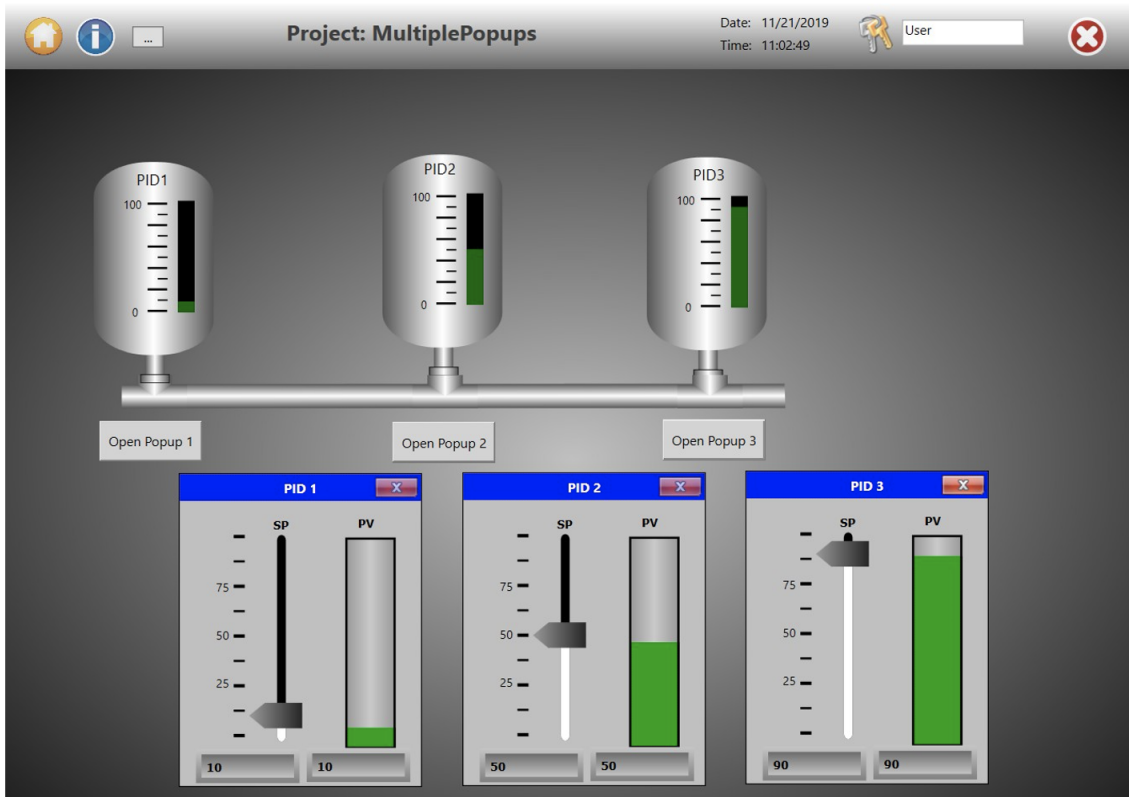 ...
Project: MultiplePopups
Date: 11/21/2019
Time: 11:02:49
User
PID1
100
0
PID2
100
0
PID3
100
0
Open Popup 1
Open Popup 2
Open Popup 3
PID 1
X
SP PV
75
50
25
10 10
PID 2
X
SP PV
75
50
25
50 50
PID 3
X
SP PV
75
50
25
90 90